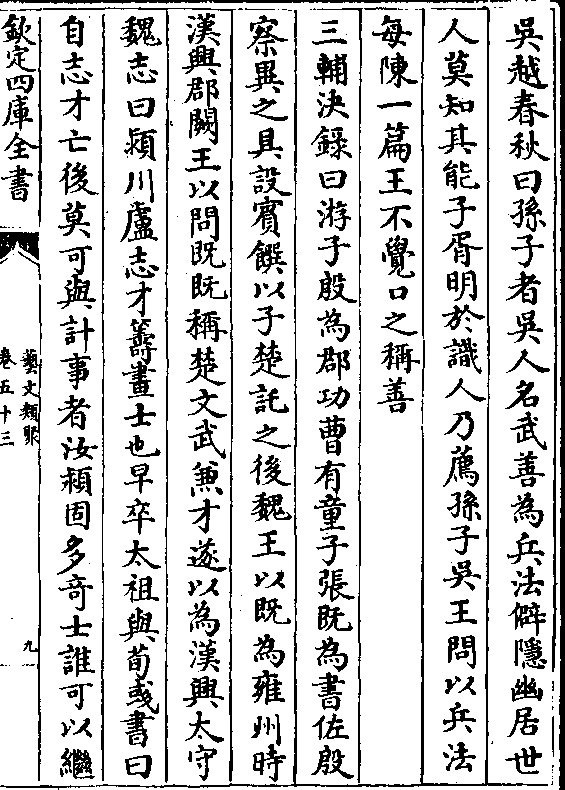 吳越春秋曰孫子者吳人名武善為兵法僻隱幽居世
人莫知其能子胥明於識人乃薦孫子吳王問以兵法
每陳一篇王不覺口之稱善
三輔決錄曰游子殷為郡功曹有童子張既為書佐殷
察異之具設賓饌以子楚託之後魏王以既為雍州時
漢興郡闕王以問既既稱楚文武兼才遂以為漢興太守
魏志曰潁川盧志才籌畫士也早卒太祖與荀彧書曰
自志才亡後莫可與計事者汝潁固多奇士誰可以繼
欽定四庫全書
藝文類聚
卷五十三
九